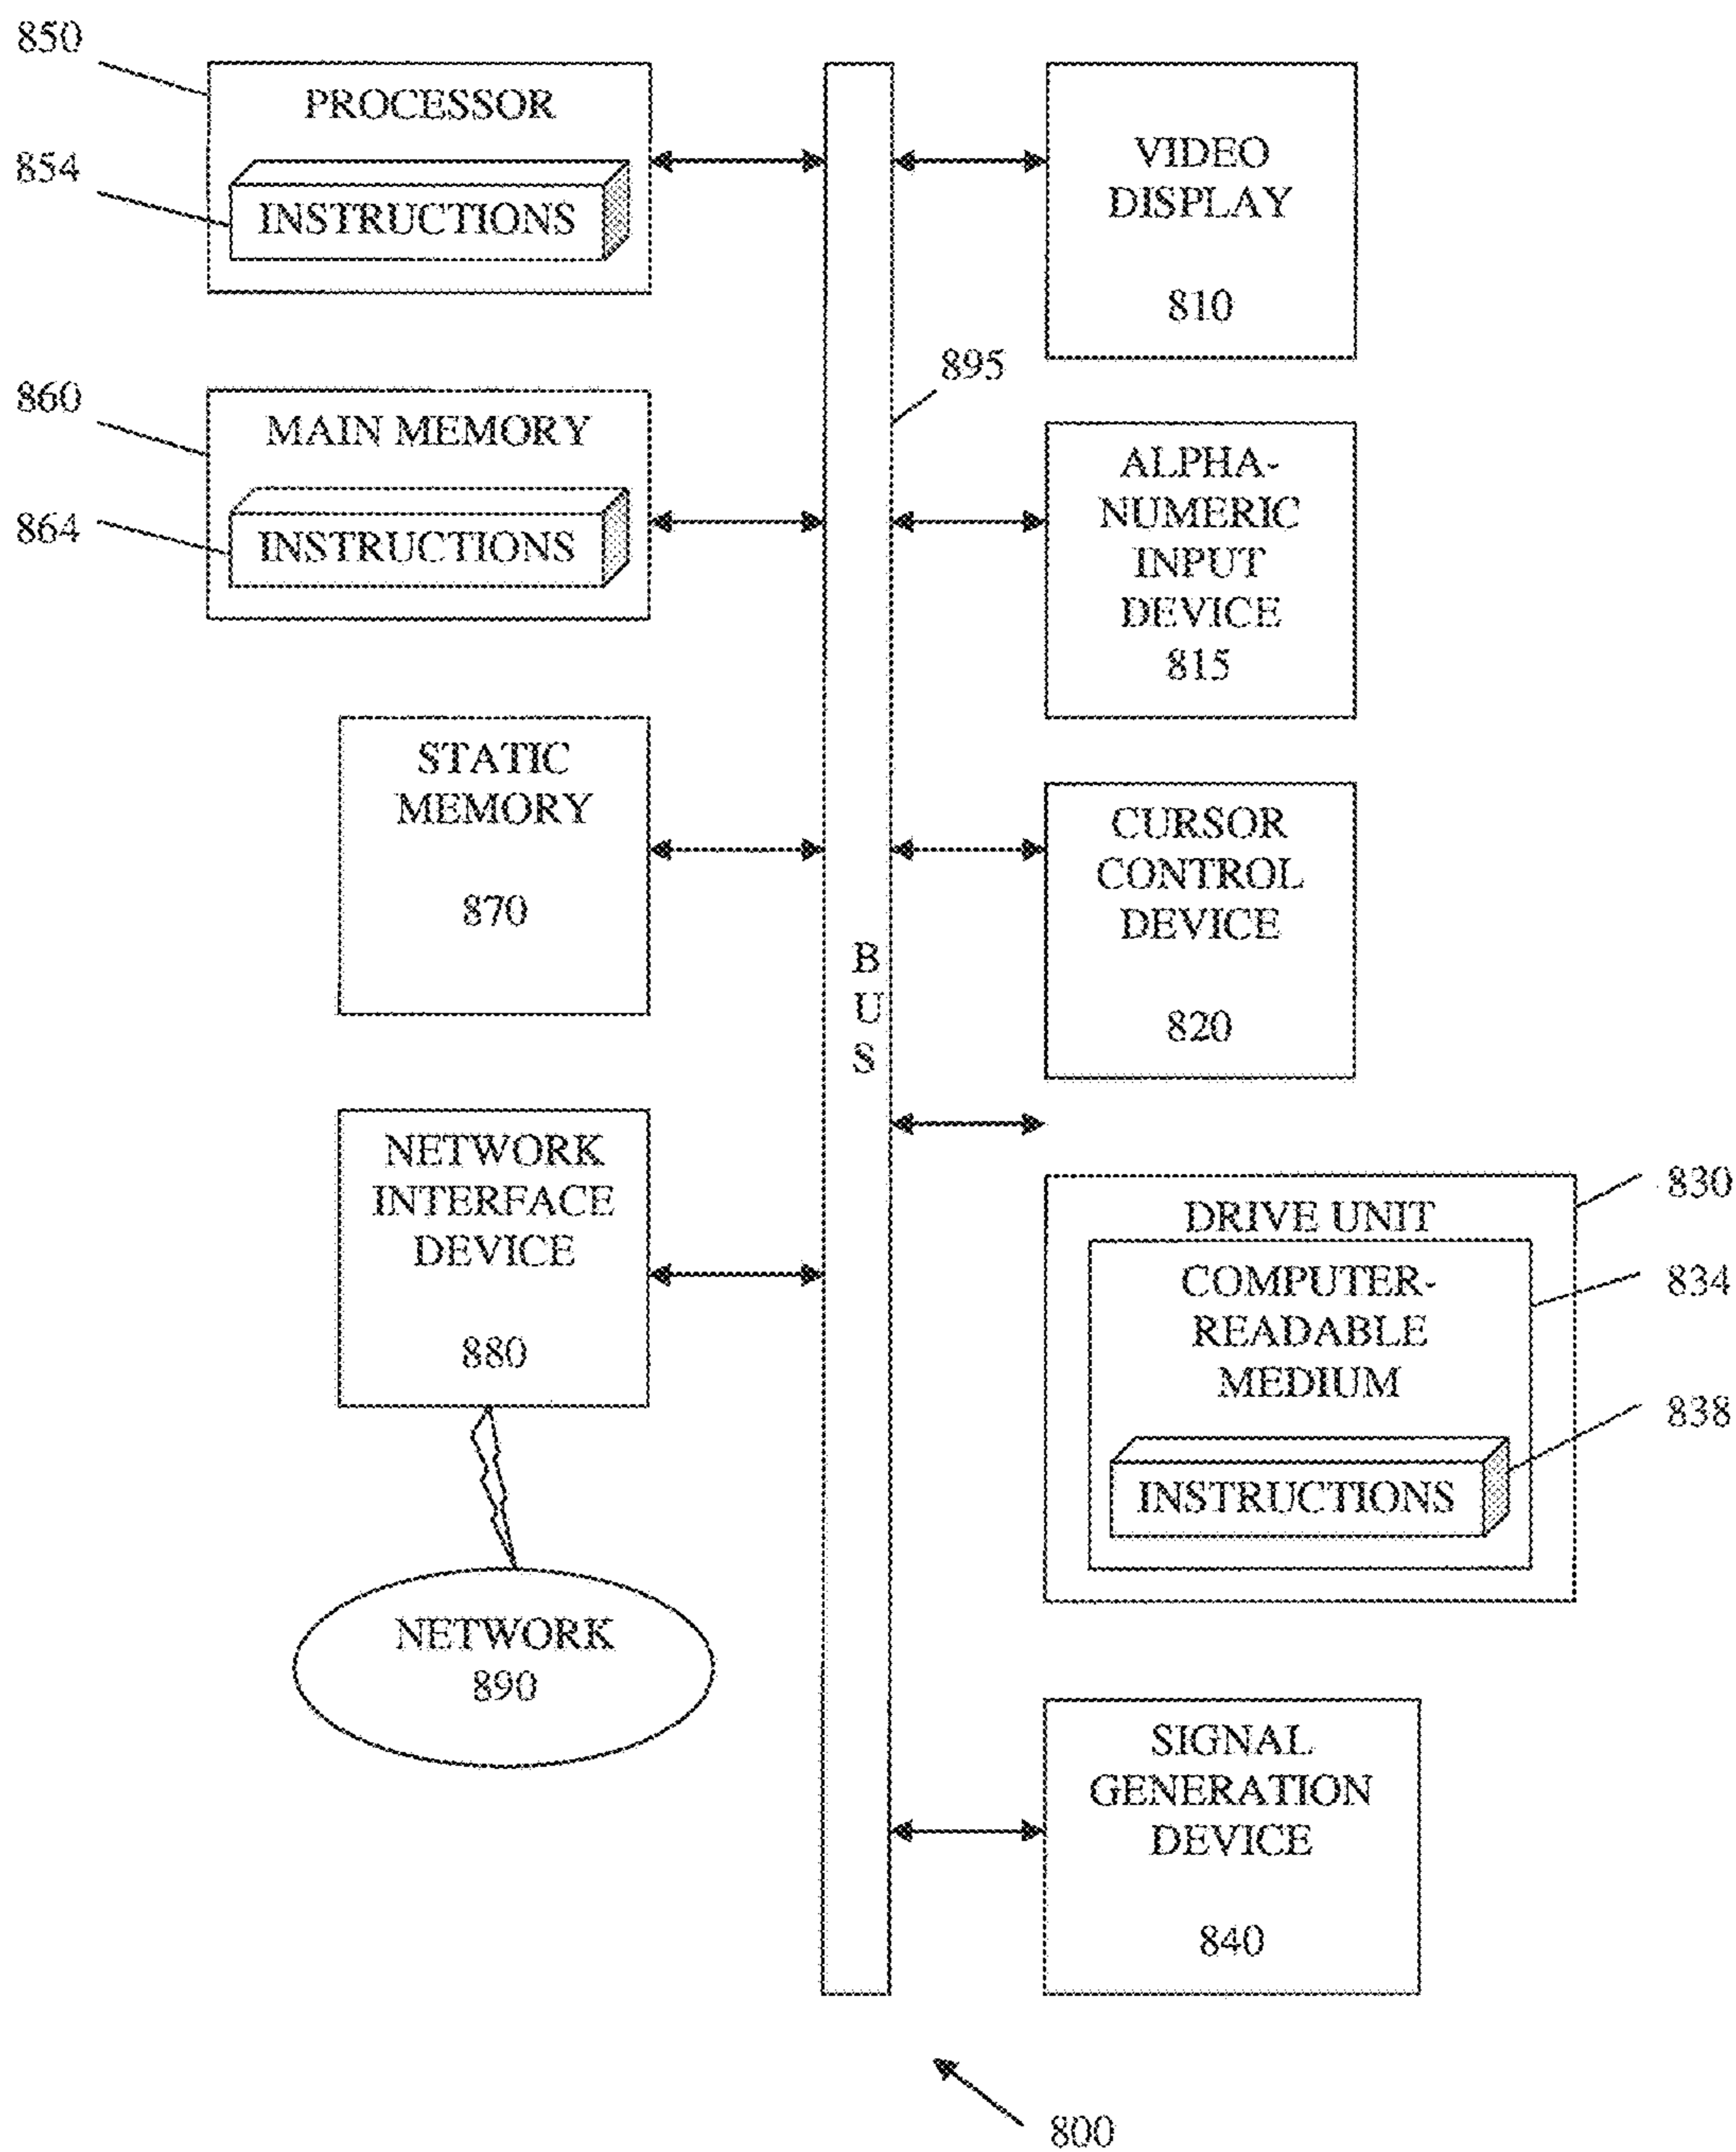 850
PROCESSOR
854
INSTRUCTIONS
860
MAIN MEMORY
864
INSTRUCTIONS
STATIC
MEMORY
870
NETWORK
INTERFACE
DEVICE
880
NETWORK
890
BUS
895
VIDEO
DISPLAY
810
ALPHA-
NUMERIC
INPUT
DEVICE
815
CURSOR
CONTROL
DEVICE
820
830
DRIVE UNIT
834
COMPUTER-
READABLE
MEDIUM
838
INSTRUCTIONS
SIGNAL
GENERATION
DEVICE
840
800